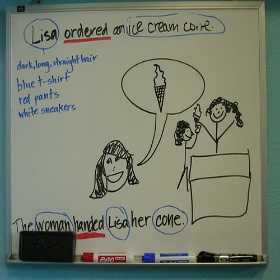 Lisa ordered an ice cream cone.
dark, long, straight hair
blue t-shirt
red pants
white sneakers
The woman handed Lisa her cone.